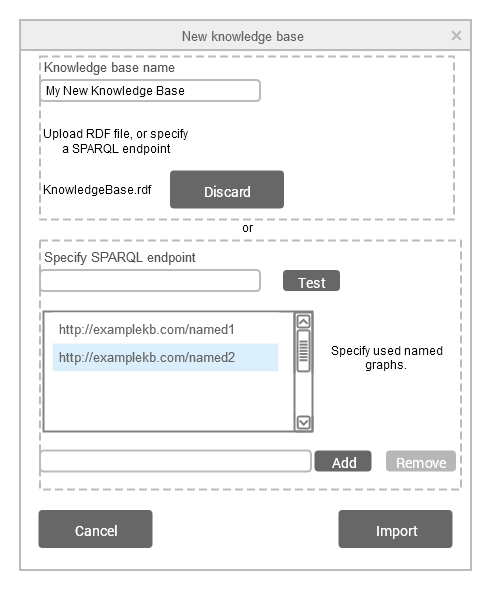 New knowledge base
Knowledge base name
My New Knowledge Base
Upload RDF file, or specify
a SPARQL endpoint
KnowledgeBase.rdf
Discard
or
Specify SPARQL endpoint
Test
http://examplekb.com/named1
http://examplekb.com/named2
Specify used named
graphs.
Add
Remove
Cancel
Import